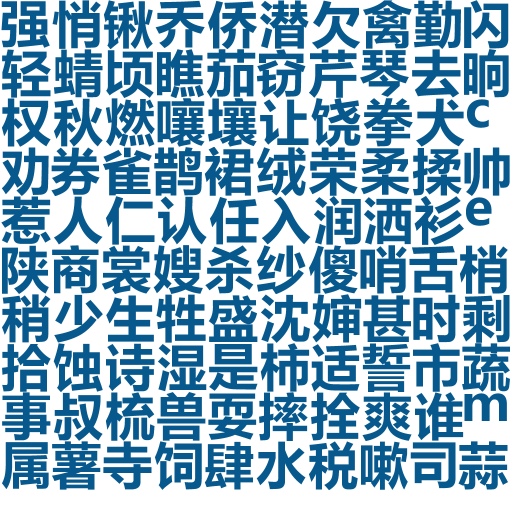 强悄锹乔侨潜欠禽勤闪
轻蜻顷瞧茄窃芹琴去晌
权秋燃嚷壤让饶拳犬c
劝券雀鹊裙绒荣柔揉帅
惹人仁认任入润洒衫e
陕商裳嫂杀纱傻哨舌梢
稍少生牲盛沈婶甚时剩
拾蚀诗湿是柿适誓市蔬
事叔梳兽耍摔拴爽谁m
属薯寺饲肆水税嗽司蒜